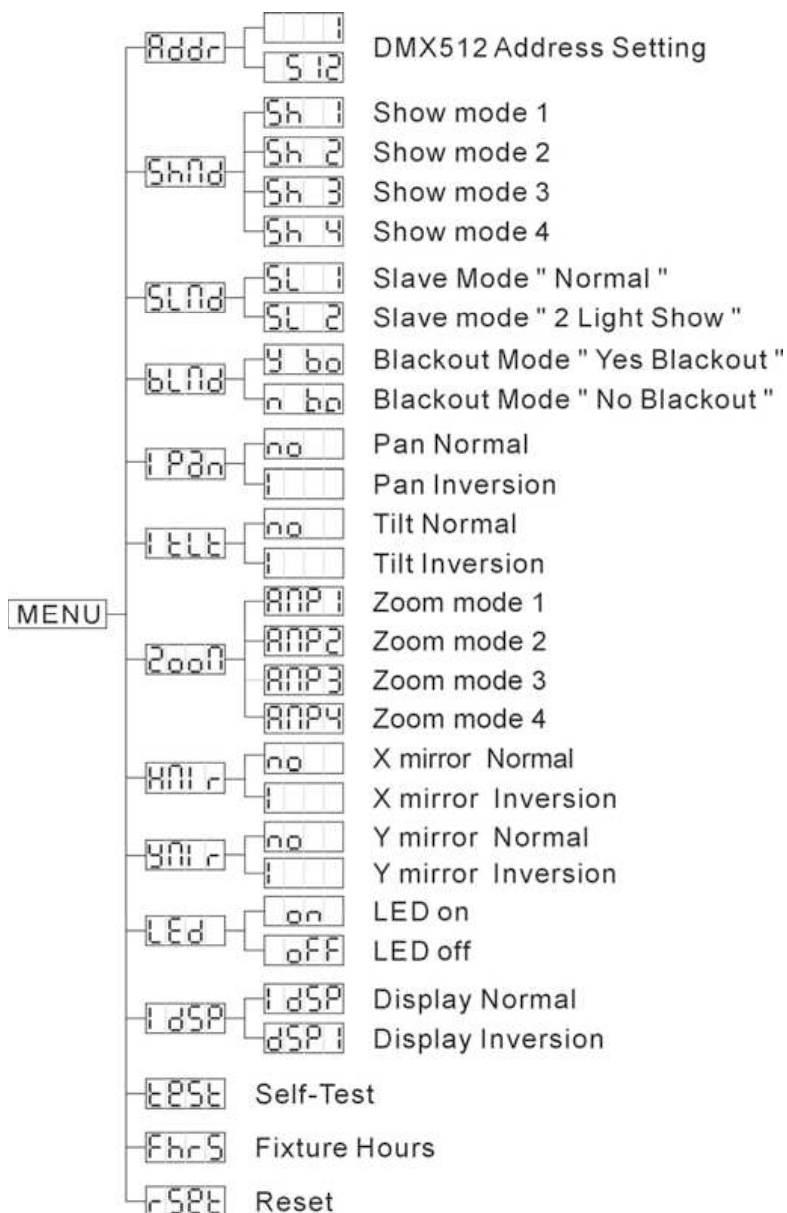 Addr
1
DMX512 Address Setting
512
ShMd
Sh 1 Show mode 1
Sh 2 Show mode 2
Sh 3 Show mode 3
Sh 4 Show mode 4
SLMd
SL 1 Slave Mode " Normal "
SL 2 Slave mode " 2 Light Show "
bLMd
Y bo Blackout Mode " Yes Blackout "
n bo Blackout Mode " No Blackout "
IPan
no Pan Normal
I Pan Inversion
ItLt
no Tilt Normal
I Tilt Inversion
MENU
ZooM
AMP1 Zoom mode 1
AMP2 Zoom mode 2
AMP3 Zoom mode 3
AMP4 Zoom mode 4
XMIr
no X mirror Normal
I X mirror Inversion
YMIr
no Y mirror Normal
I Y mirror Inversion
LEd
on LED on
oFF LED off
IdSP
IdSP Display Normal
dSPI Display Inversion
teSt Self-Test
FhrS Fixture Hours
rSet Reset